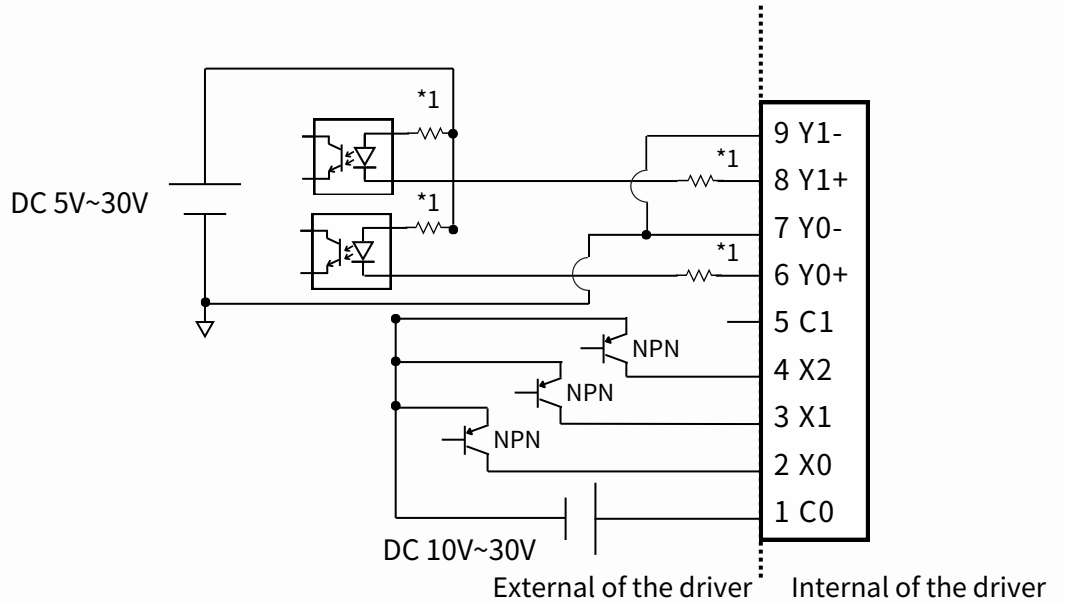 *1
9 Y1-
*1
8 Y1+
DC 5V~30V
*1
7 Y0-
*1
6 Y0+
5 C1
NPN
4 X2
NPN
3 X1
NPN
2 X0
1 C0
DC 10V~30V
External of the driver
Internal of the driver